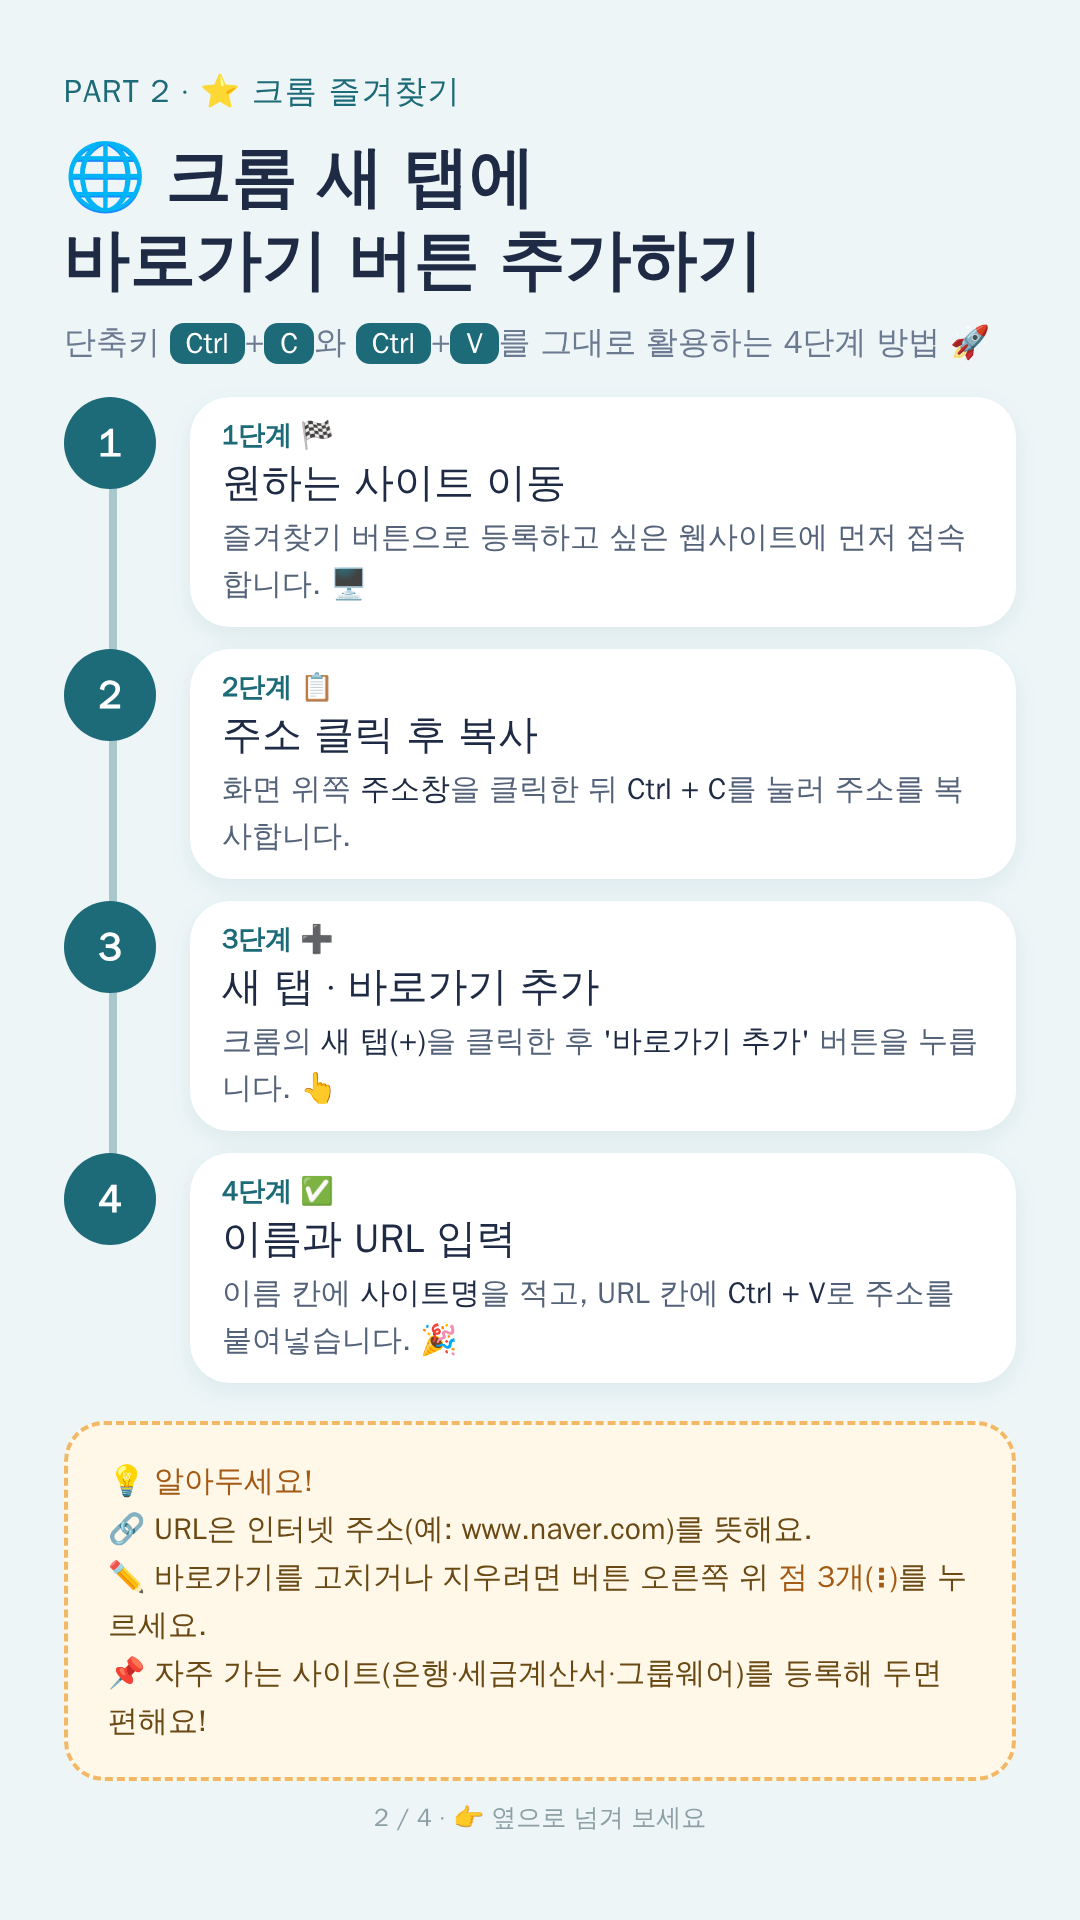 PART 2 · ⭐ 크롬 즐겨찾기
🌐 크롬 새 탭에
바로가기 버튼 추가하기
단축키 Ctrl+C와 Ctrl+V를 그대로 활용하는 4단계 방법 🚀
1
1단계 🏁
원하는 사이트 이동
즐겨찾기 버튼으로 등록하고 싶은 웹사이트에 먼저 접속
합니다. 🖥️
2
2단계 📋
주소 클릭 후 복사
화면 위쪽 주소창을 클릭한 뒤 Ctrl + C를 눌러 주소를 복
사합니다.
3
3단계 ➕
새 탭 · 바로가기 추가
크롬의 새 탭(+)을 클릭한 후 '바로가기 추가' 버튼을 누릅
니다. 👆
4
4단계 ✅
이름과 URL 입력
이름 칸에 사이트명을 적고, URL 칸에 Ctrl + V로 주소를
붙여넣습니다. 🎉
💡 알아두세요!
🔗 URL은 인터넷 주소(예: www.naver.com)를 뜻해요.
✏️ 바로가기를 고치거나 지우려면 버튼 오른쪽 위 점 3개(⋮)를 누
르세요.
📌 자주 가는 사이트(은행·세금계산서·그룹웨어)를 등록해 두면
편해요!
2 / 4 · 👉 옆으로 넘겨 보세요